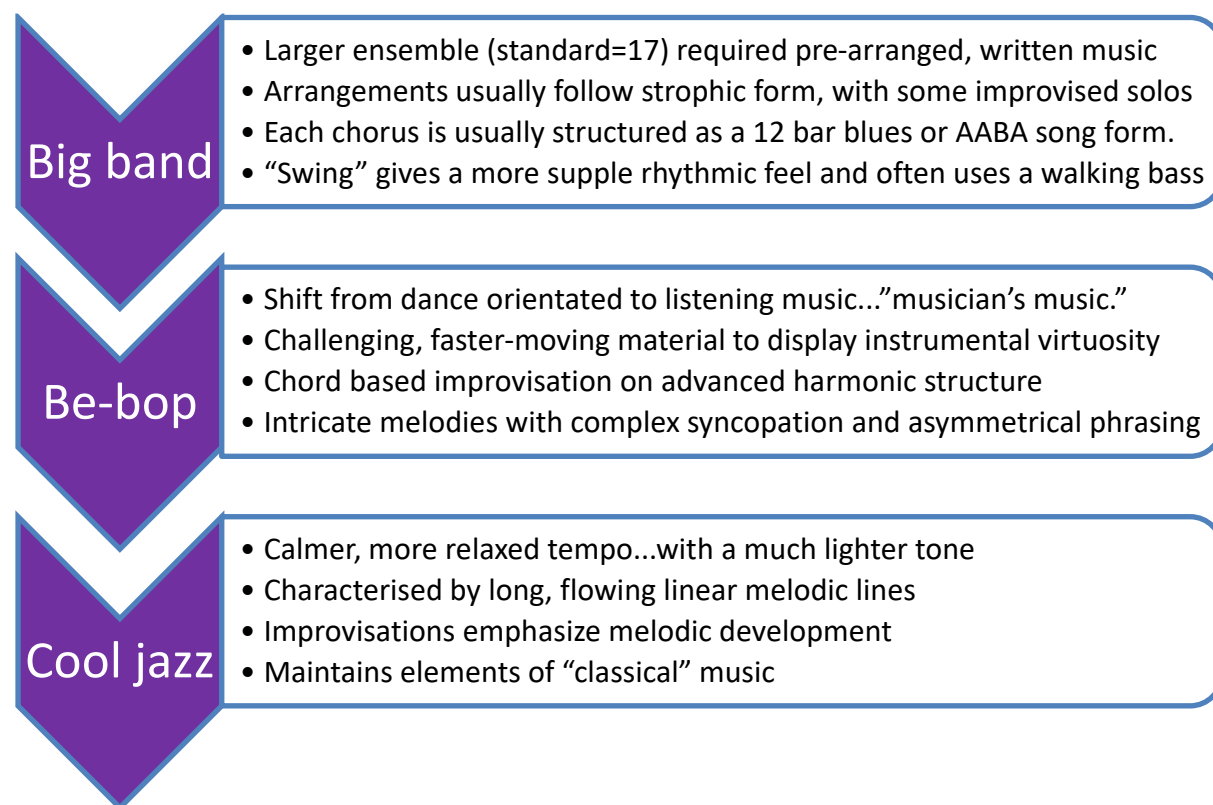 Big band
• Larger ensemble (standard=17) required pre-arranged, written music
• Arrangements usually follow strophic form, with some improvised solos
• Each chorus is usually structured as a 12 bar blues or AABA song form.
• “Swing” gives a more supple rhythmic feel and often uses a walking bass
Be-bop
• Shift from dance orientated to listening music...”musician’s music.”
• Challenging, faster-moving material to display instrumental virtuosity
• Chord based improvisation on advanced harmonic structure
• Intricate melodies with complex syncopation and asymmetrical phrasing
Cool jazz
• Calmer, more relaxed tempo...with a much lighter tone
• Characterised by long, flowing linear melodic lines
• Improvisations emphasize melodic development
• Maintains elements of “classical” music